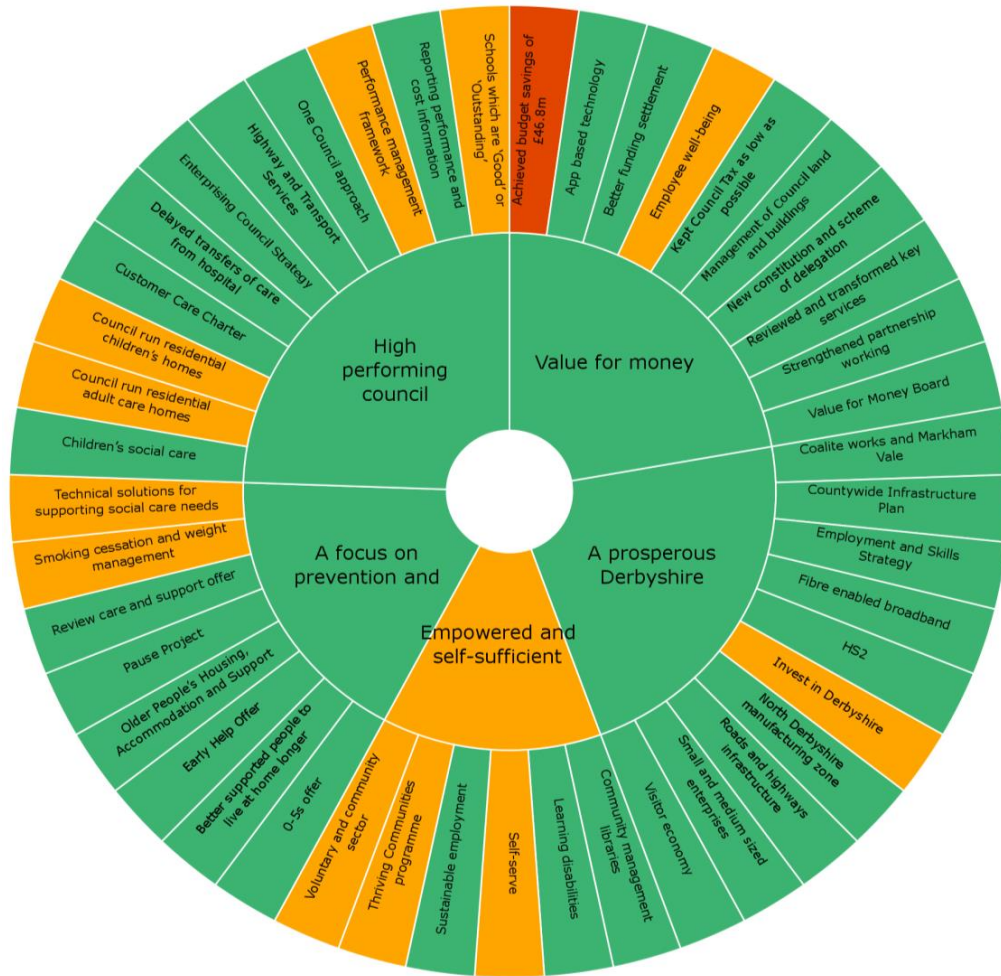 High
performing
council
Value for money
A prosperous
Derbyshire
Empowered and
self-sufficient
A focus on
prevention and
Achieved budget savings of
£46.8m
App based technology
Better funding settlement
Employee well-being
Kept Council Tax as low as
possible
Management of Council land
and buildings
New constitution and scheme
of delegation
Reviewed and transformed key
services
Strengthened partnership
working
Value for Money Board
Coalite works and Markham
Vale
Countywide Infrastructure
Plan
Employment and Skills
Strategy
Fibre enabled broadband
HS2
Invest in Derbyshire
North Derbyshire
manufacturing zone
Roads and highways
infrastructure
Small and medium sized
enterprises
Visitor economy
Community management
libraries
Learning disabilities
Self-serve
Sustainable employment
Thriving Communities
programme
Voluntary and community
sector
0-5s offer
Better supported people to
live at home longer
Early Help Offer
Older People's Housing,
Accommodation and Support
Pause Project
Review care and support offer
Smoking cessation and weight
management
Technical solutions for
supporting social care needs
Children's social care
Council run residential
adult care homes
Council run residential
children's homes
Customer Care Charter
Delayed transfers of care
from hospital
Enterprising Council Strategy
Highway and Transport
Services
One Council approach
Performance management
framework
Reporting performance and
cost information
Schools which are 'Good' or
'Outstanding'